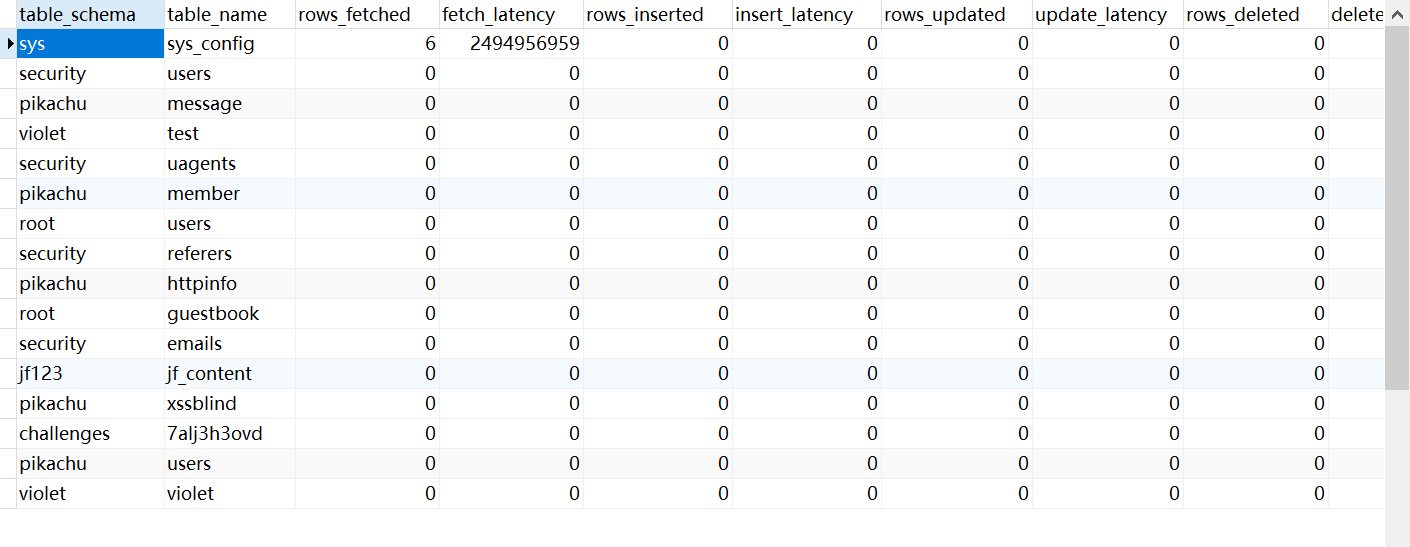 table_schema table_name rows_fetched fetch_latency rows_inserted insert_latency rows_updated update_latency rows_deleted delete
sys sys_config 6 2494956959 0 0 0 0 0
security users 0 0 0 0 0 0 0
pikachu message 0 0 0 0 0 0 0
violet test 0 0 0 0 0 0 0
security uagents 0 0 0 0 0 0 0
pikachu member 0 0 0 0 0 0 0
root users 0 0 0 0 0 0 0
security referers 0 0 0 0 0 0 0
pikachu httpinfo 0 0 0 0 0 0 0
root guestbook 0 0 0 0 0 0 0
security emails 0 0 0 0 0 0 0
jf123 jf_content 0 0 0 0 0 0 0
pikachu xssblind 0 0 0 0 0 0 0
challenges 7alj3h3ovd 0 0 0 0 0 0 0
pikachu users 0 0 0 0 0 0 0
violet violet 0 0 0 0 0 0 0